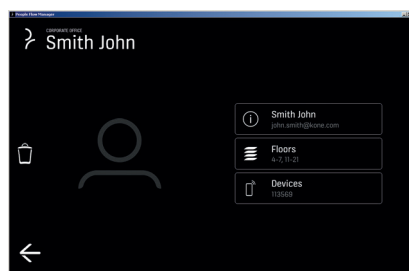 People Flow Manager
CORPORATE OFFICE
Smith John
Smith John
john.smith@kone.com
Floors
4-7, 11-21
Devices
113569